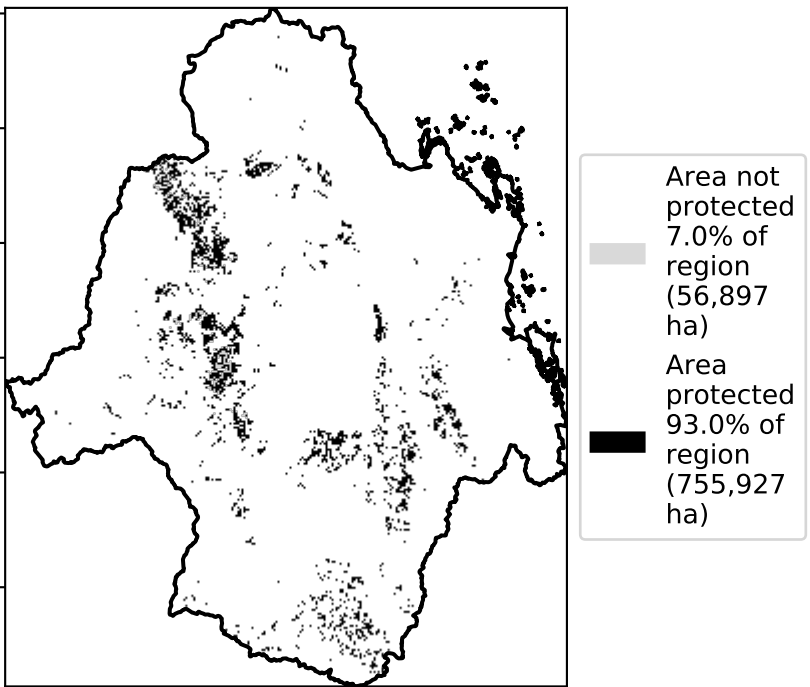 Area not
protected
7.0% of
region
(56,897
ha)
Area
protected
93.0% of
region
(755,927
ha)